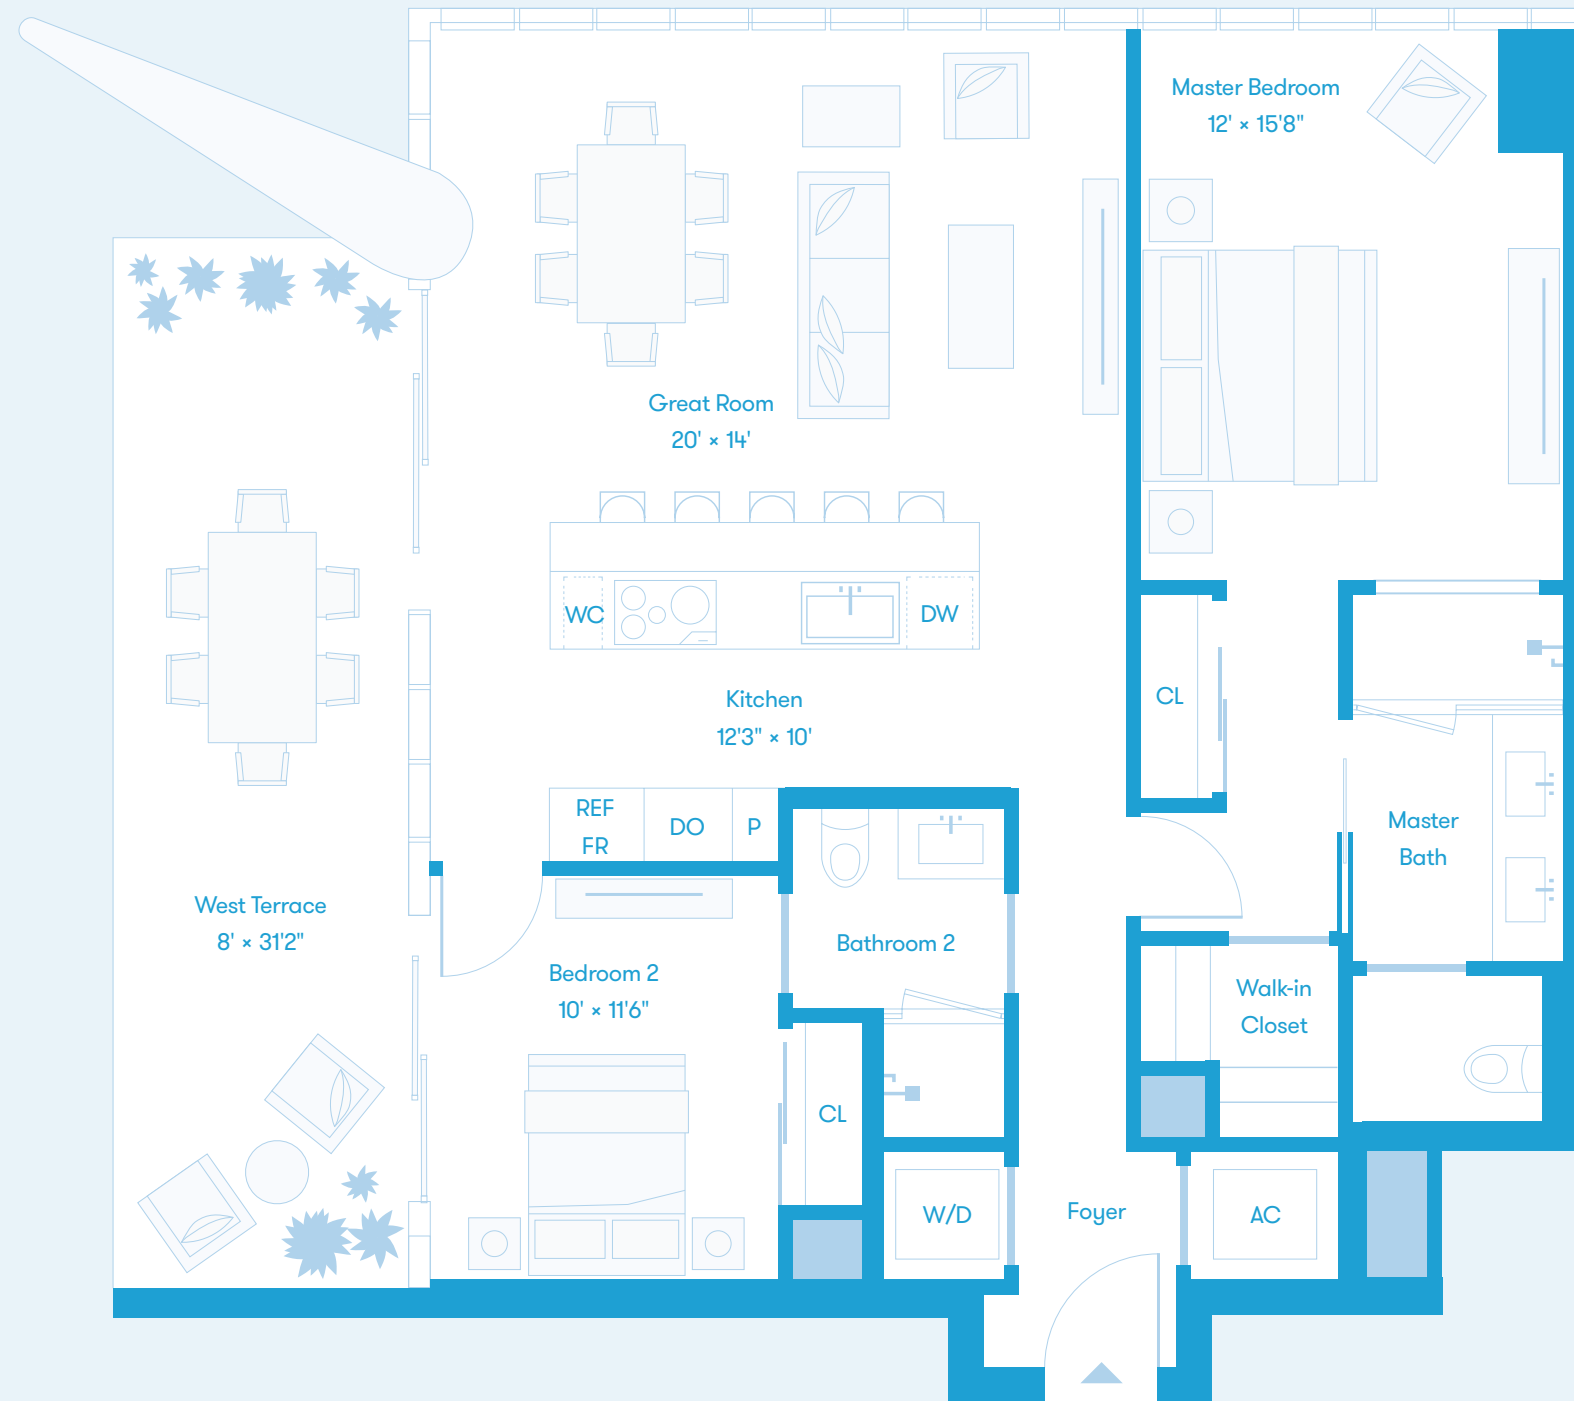 Master Bedroom
12' × 15'8"
Great Room
20' × 14'
WC
DW
CL
Kitchen
12'3" × 10'
REF
FR
DO
P
Master
Bath
West Terrace
8' × 31'2"
Bathroom 2
Bedroom 2
10' × 11'6"
Walk-in
Closet
CL
W/D
Foyer
AC